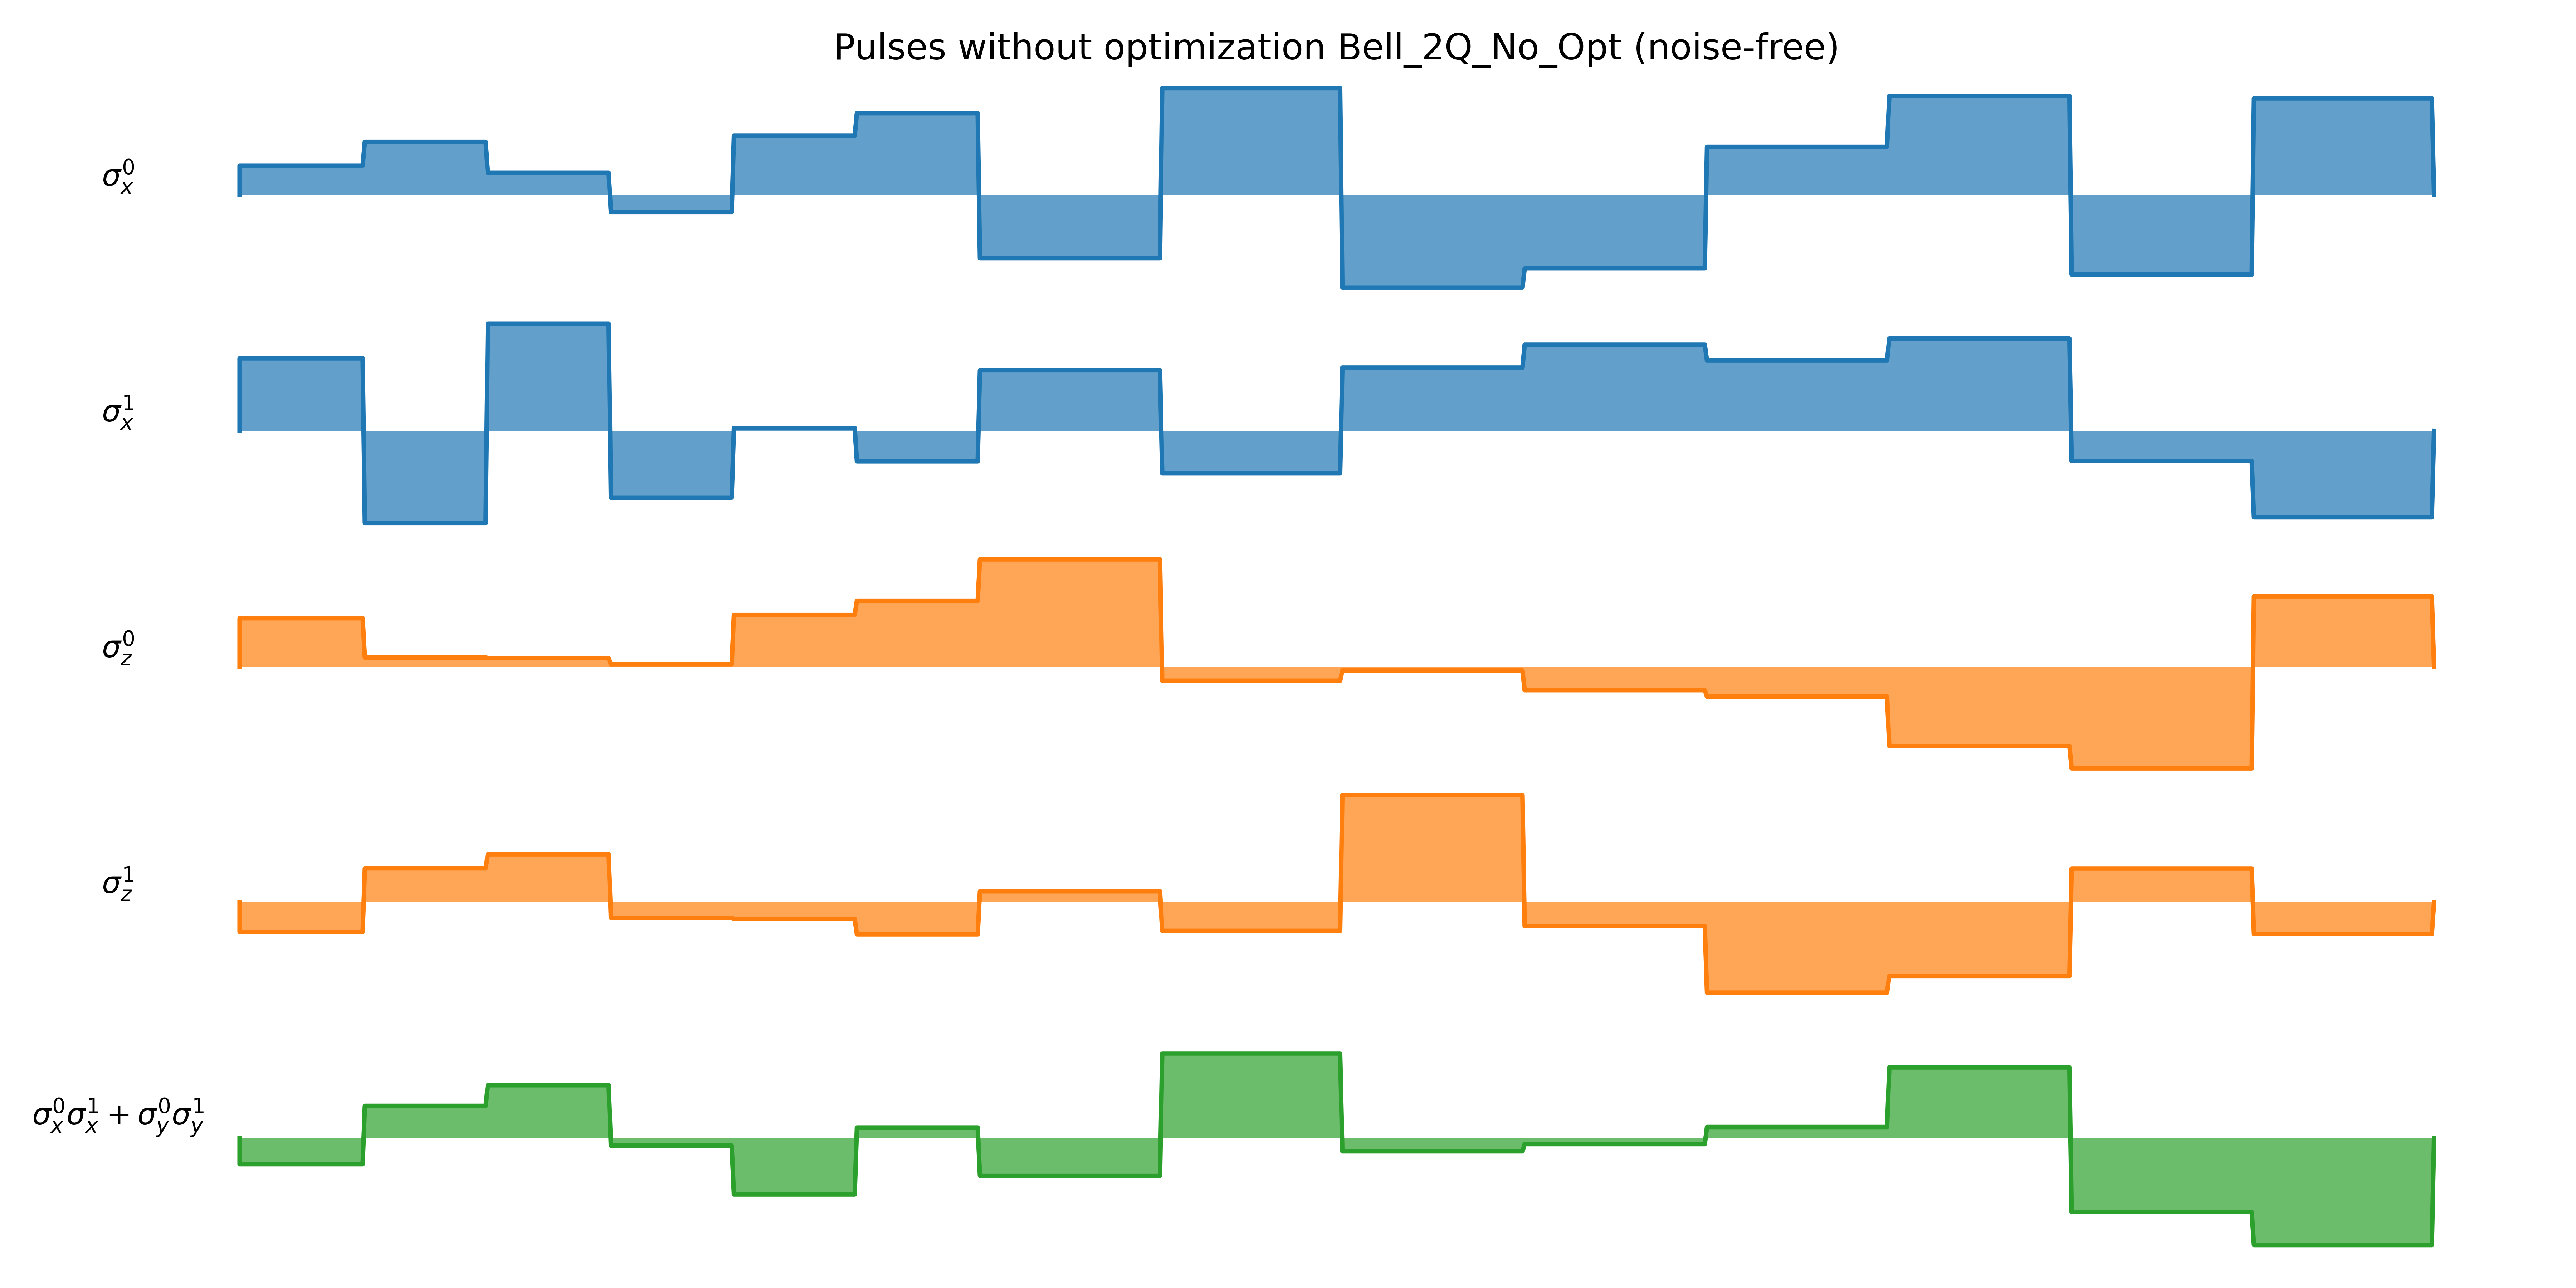 Pulses without optimization Bell_2Q_No_Opt (noise-free)
σ_x^0
σ_x^1
σ_z^0
σ_z^1
σ_x^0σ_x^1 + σ_y^0σ_y^1